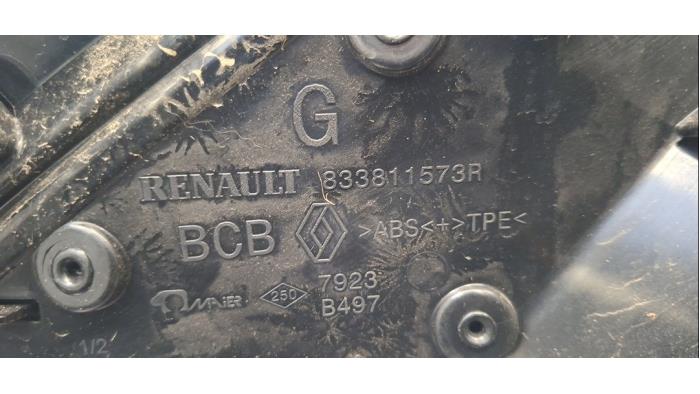 G
RENAULT 833811573R
BCB >ABS<+>TPE<
7923
MAIER 250 B497
1/2